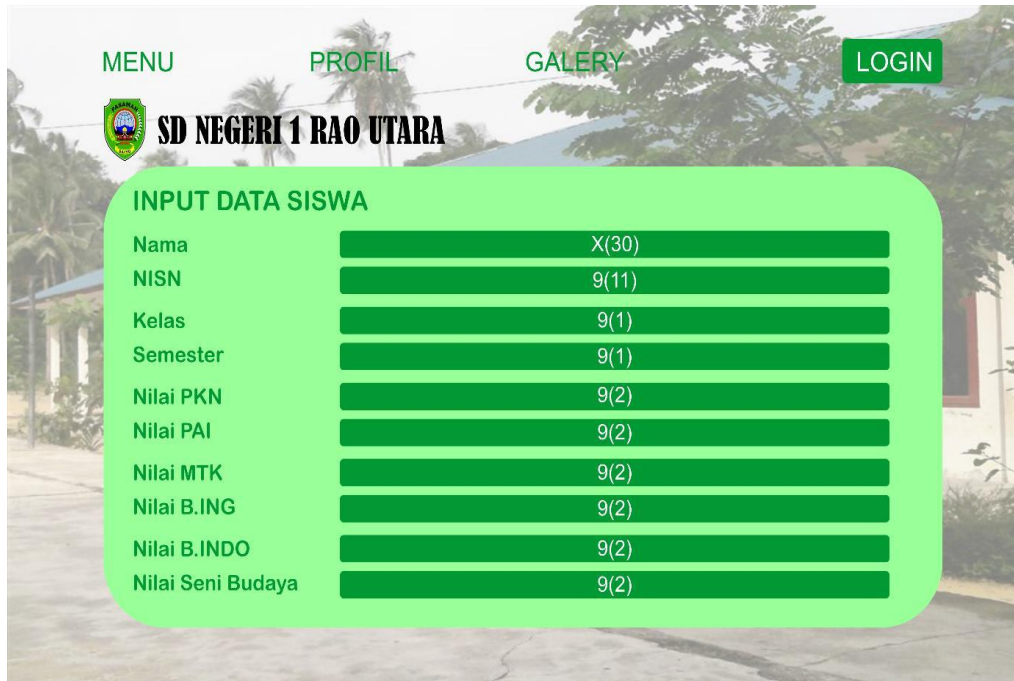 MENU PROFIL GALERY LOGIN
SD NEGERI 1 RAO UTARA
INPUT DATA SISWA
Nama X(30)
NISN 9(11)
Kelas 9(1)
Semester 9(1)
Nilai PKN 9(2)
Nilai PAI 9(2)
Nilai MTK 9(2)
Nilai B.ING 9(2)
Nilai B.INDO 9(2)
Nilai Seni Budaya 9(2)